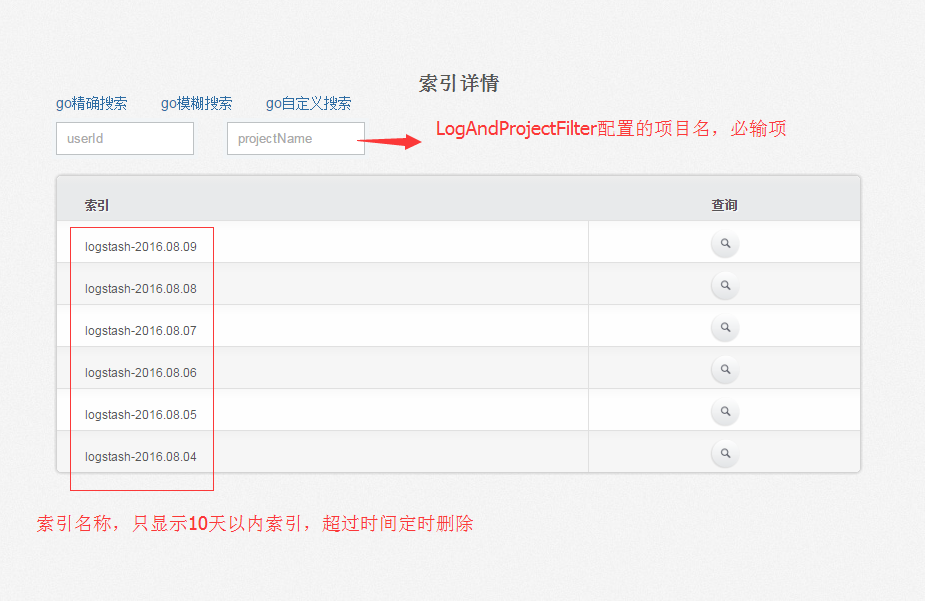 索引详情
go精确搜索 go模糊搜索 go自定义搜索
userId projectName LogAndProjectFilter配置的项目名，必输项
索引 查询
logstash-2016.08.09
logstash-2016.08.08
logstash-2016.08.07
logstash-2016.08.06
logstash-2016.08.05
logstash-2016.08.04
索引名称，只显示10天以内索引，超过时间定时删除